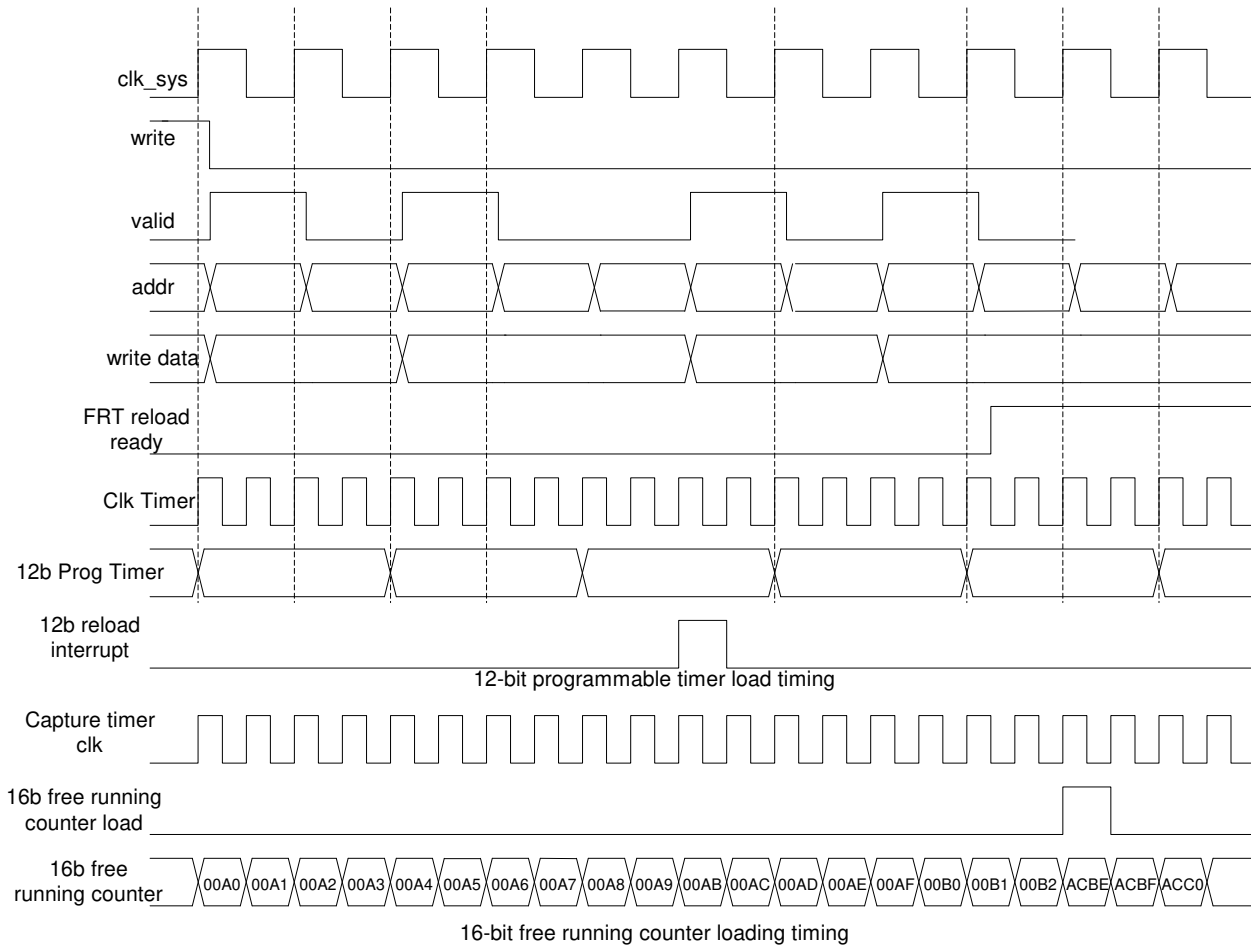 clk_sys
write
valid
addr
write data
FRT reload
ready
Clk Timer
12b Prog Timer
12b reload
interrupt
12-bit programmable timer load timing
Capture timer
clk
16b free running
counter load
16b free
running counter
00A0 00A1 00A2 00A3 00A4 00A5 00A6 00A7 00A8 00A9 00AB 00AC 00AD 00AE 00AF 00B0 00B1 00B2 ACBE ACBF ACC0
16-bit free running counter loading timing